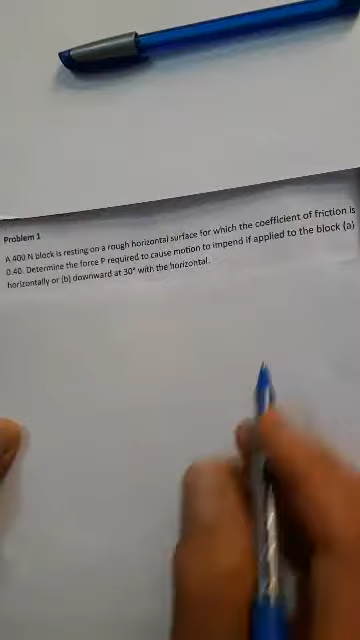 Problem 1
A 400 N block is resting on a rough horizontal surface for which the coefficient of friction is
0.40. Determine the force P required to cause motion to impend if applied to the block (a)
horizontally or (b) downward at 30° with the horizontal.